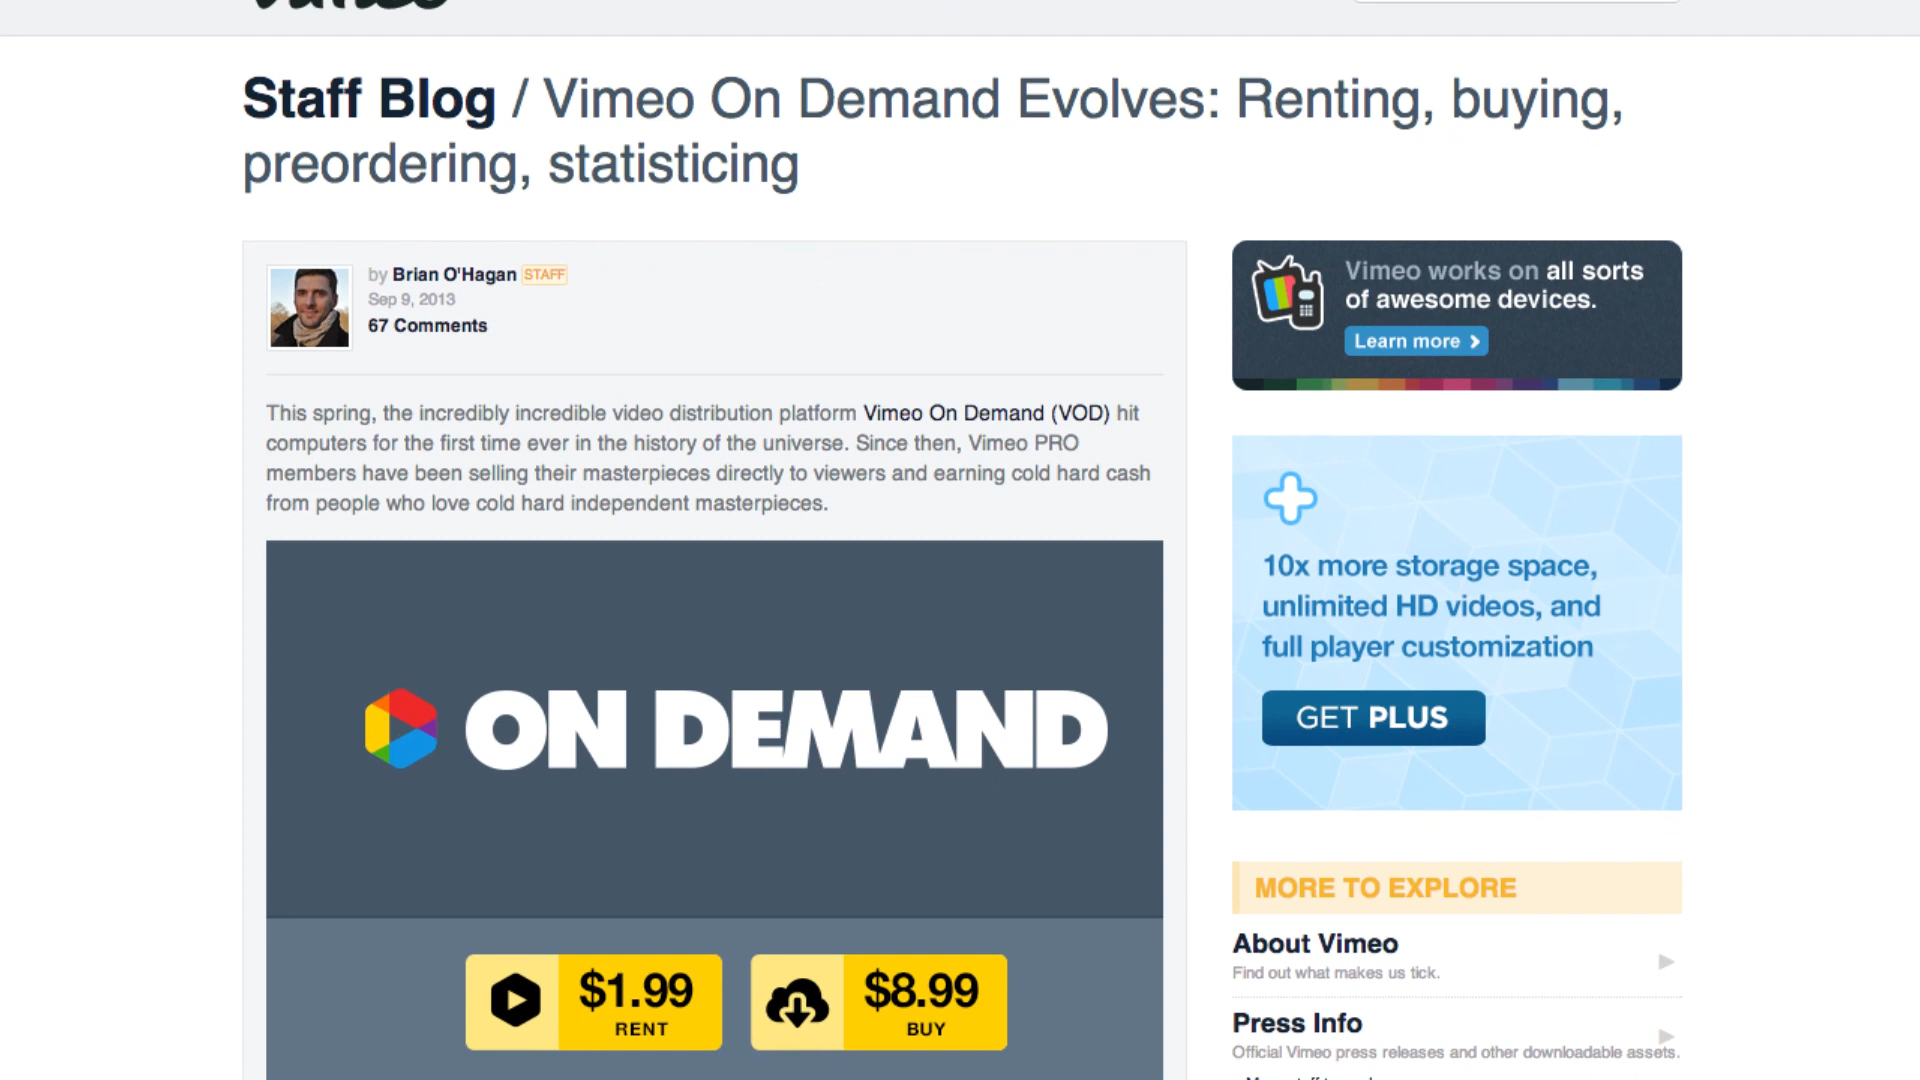 Staff Blog / Vimeo On Demand Evolves: Renting, buying,
preordering, statisticing
by Brian O'Hagan STAFF
Sep 9, 2013
67 Comments
This spring, the incredibly incredible video distribution platform Vimeo On Demand (VOD) hit
computers for the first time ever in the history of the universe. Since then, Vimeo PRO
members have been selling their masterpieces directly to viewers and earning cold hard cash
from people who love cold hard independent masterpieces.
ON DEMAND
$1.99
RENT
$8.99
BUY
Vimeo works on all sorts
of awesome devices.
Learn more
10x more storage space,
unlimited HD videos, and
full player customization
GET PLUS
MORE TO EXPLORE
About Vimeo
Find out what makes us tick.
Press Info
Official Vimeo press releases and other downloadable assets.